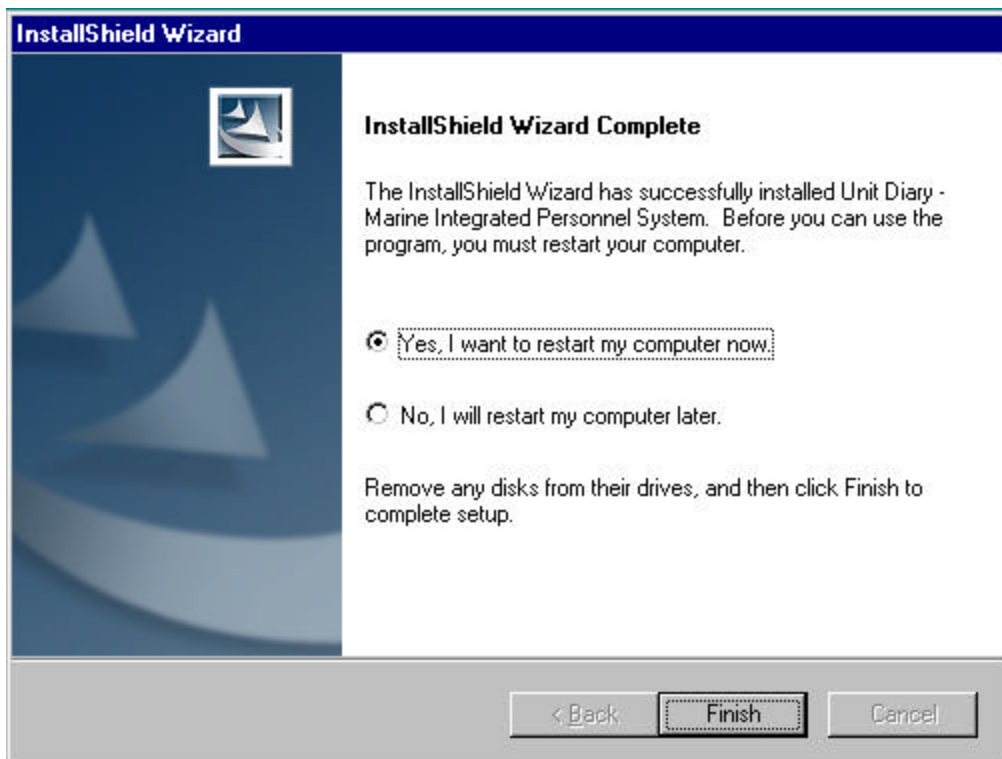 InstallShield Wizard
InstallShield Wizard Complete
The InstallShield Wizard has successfully installed Unit Diary -
Marine Integrated Personnel System.  Before you can use the
program, you must restart your computer.
Yes, I want to restart my computer now.
No, I will restart my computer later.
Remove any disks from their drives, and then click Finish to
complete setup.
< Back Finish Cancel